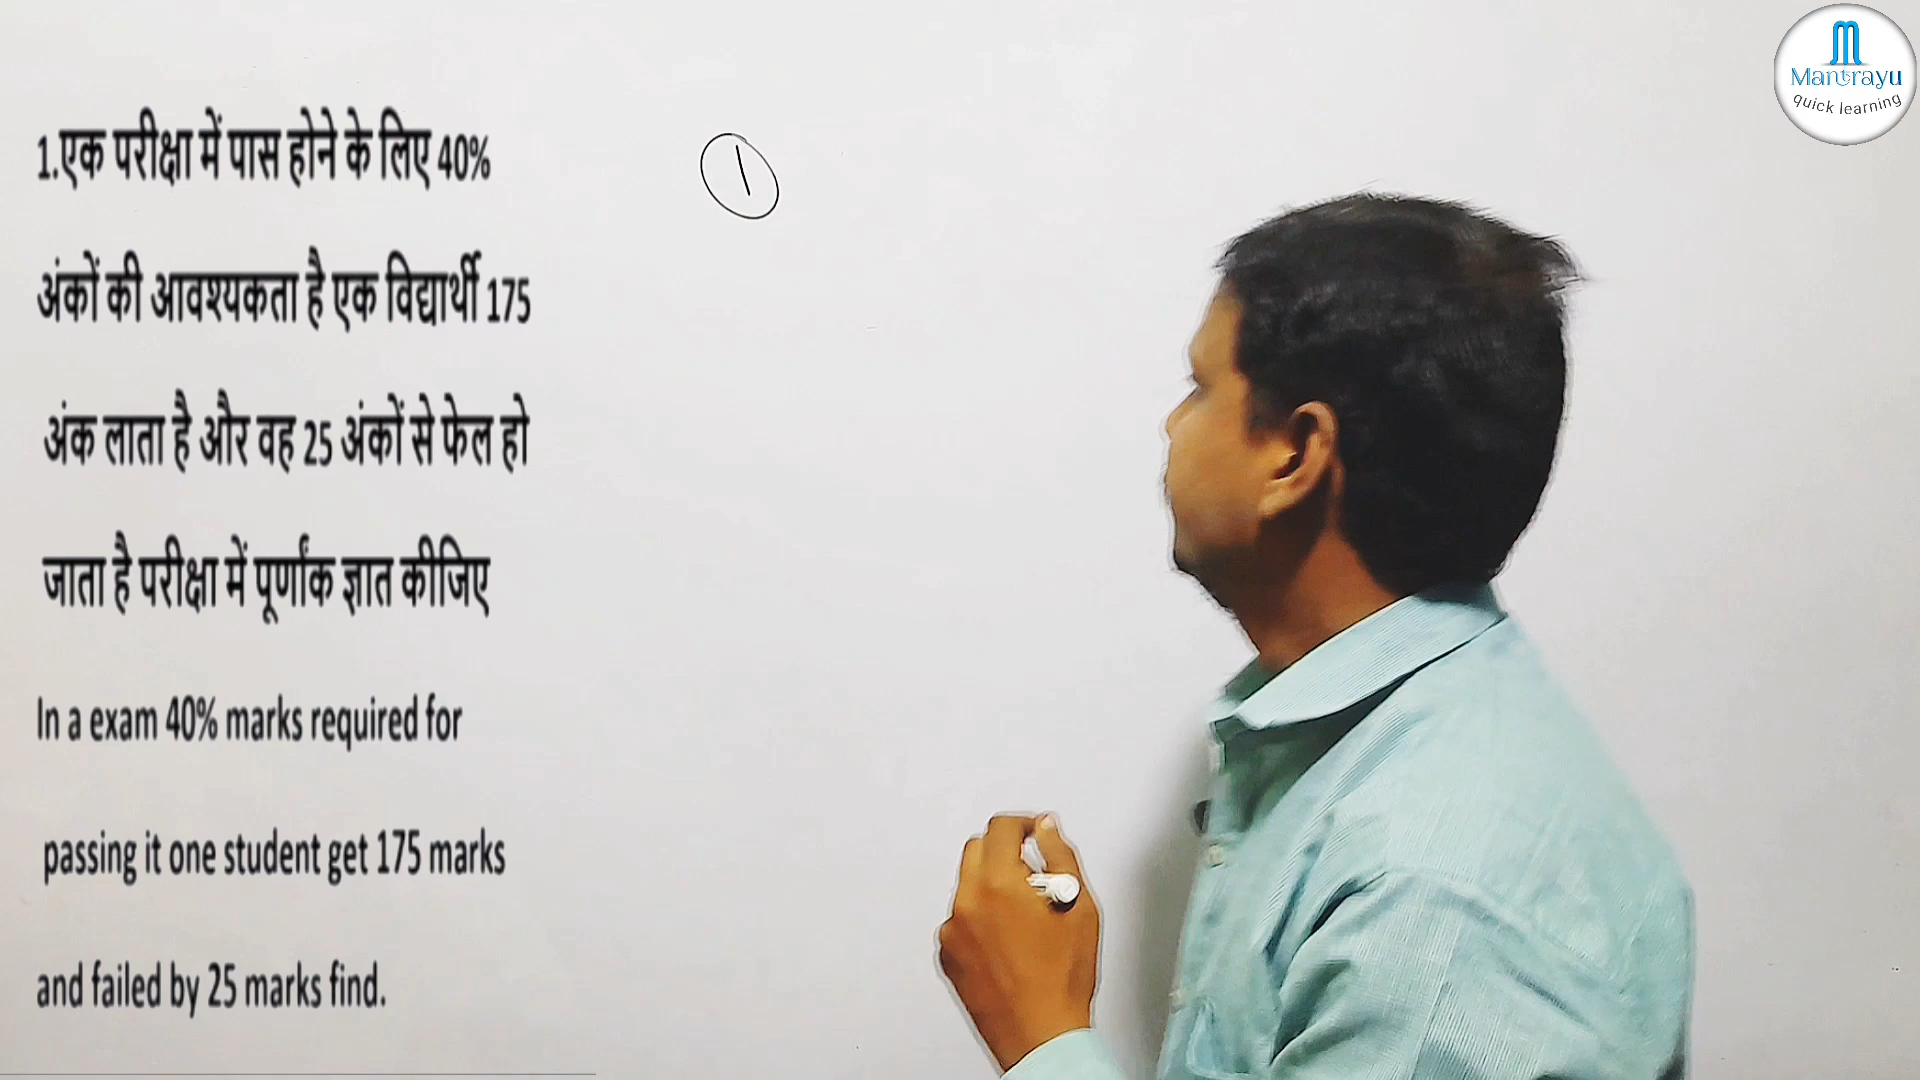 1.एक परीक्षा में पास होने के लिए 40%
अंकों की आवश्यकता है एक विद्यार्थी 175
अंक लाता है और वह 25 अंकों से फेल हो
जाता है परीक्षा में पूर्णांक ज्ञात कीजिए
In a exam 40% marks required for
passing it one student get 175 marks
and failed by 25 marks find.
1
Mantrayu
quick learning